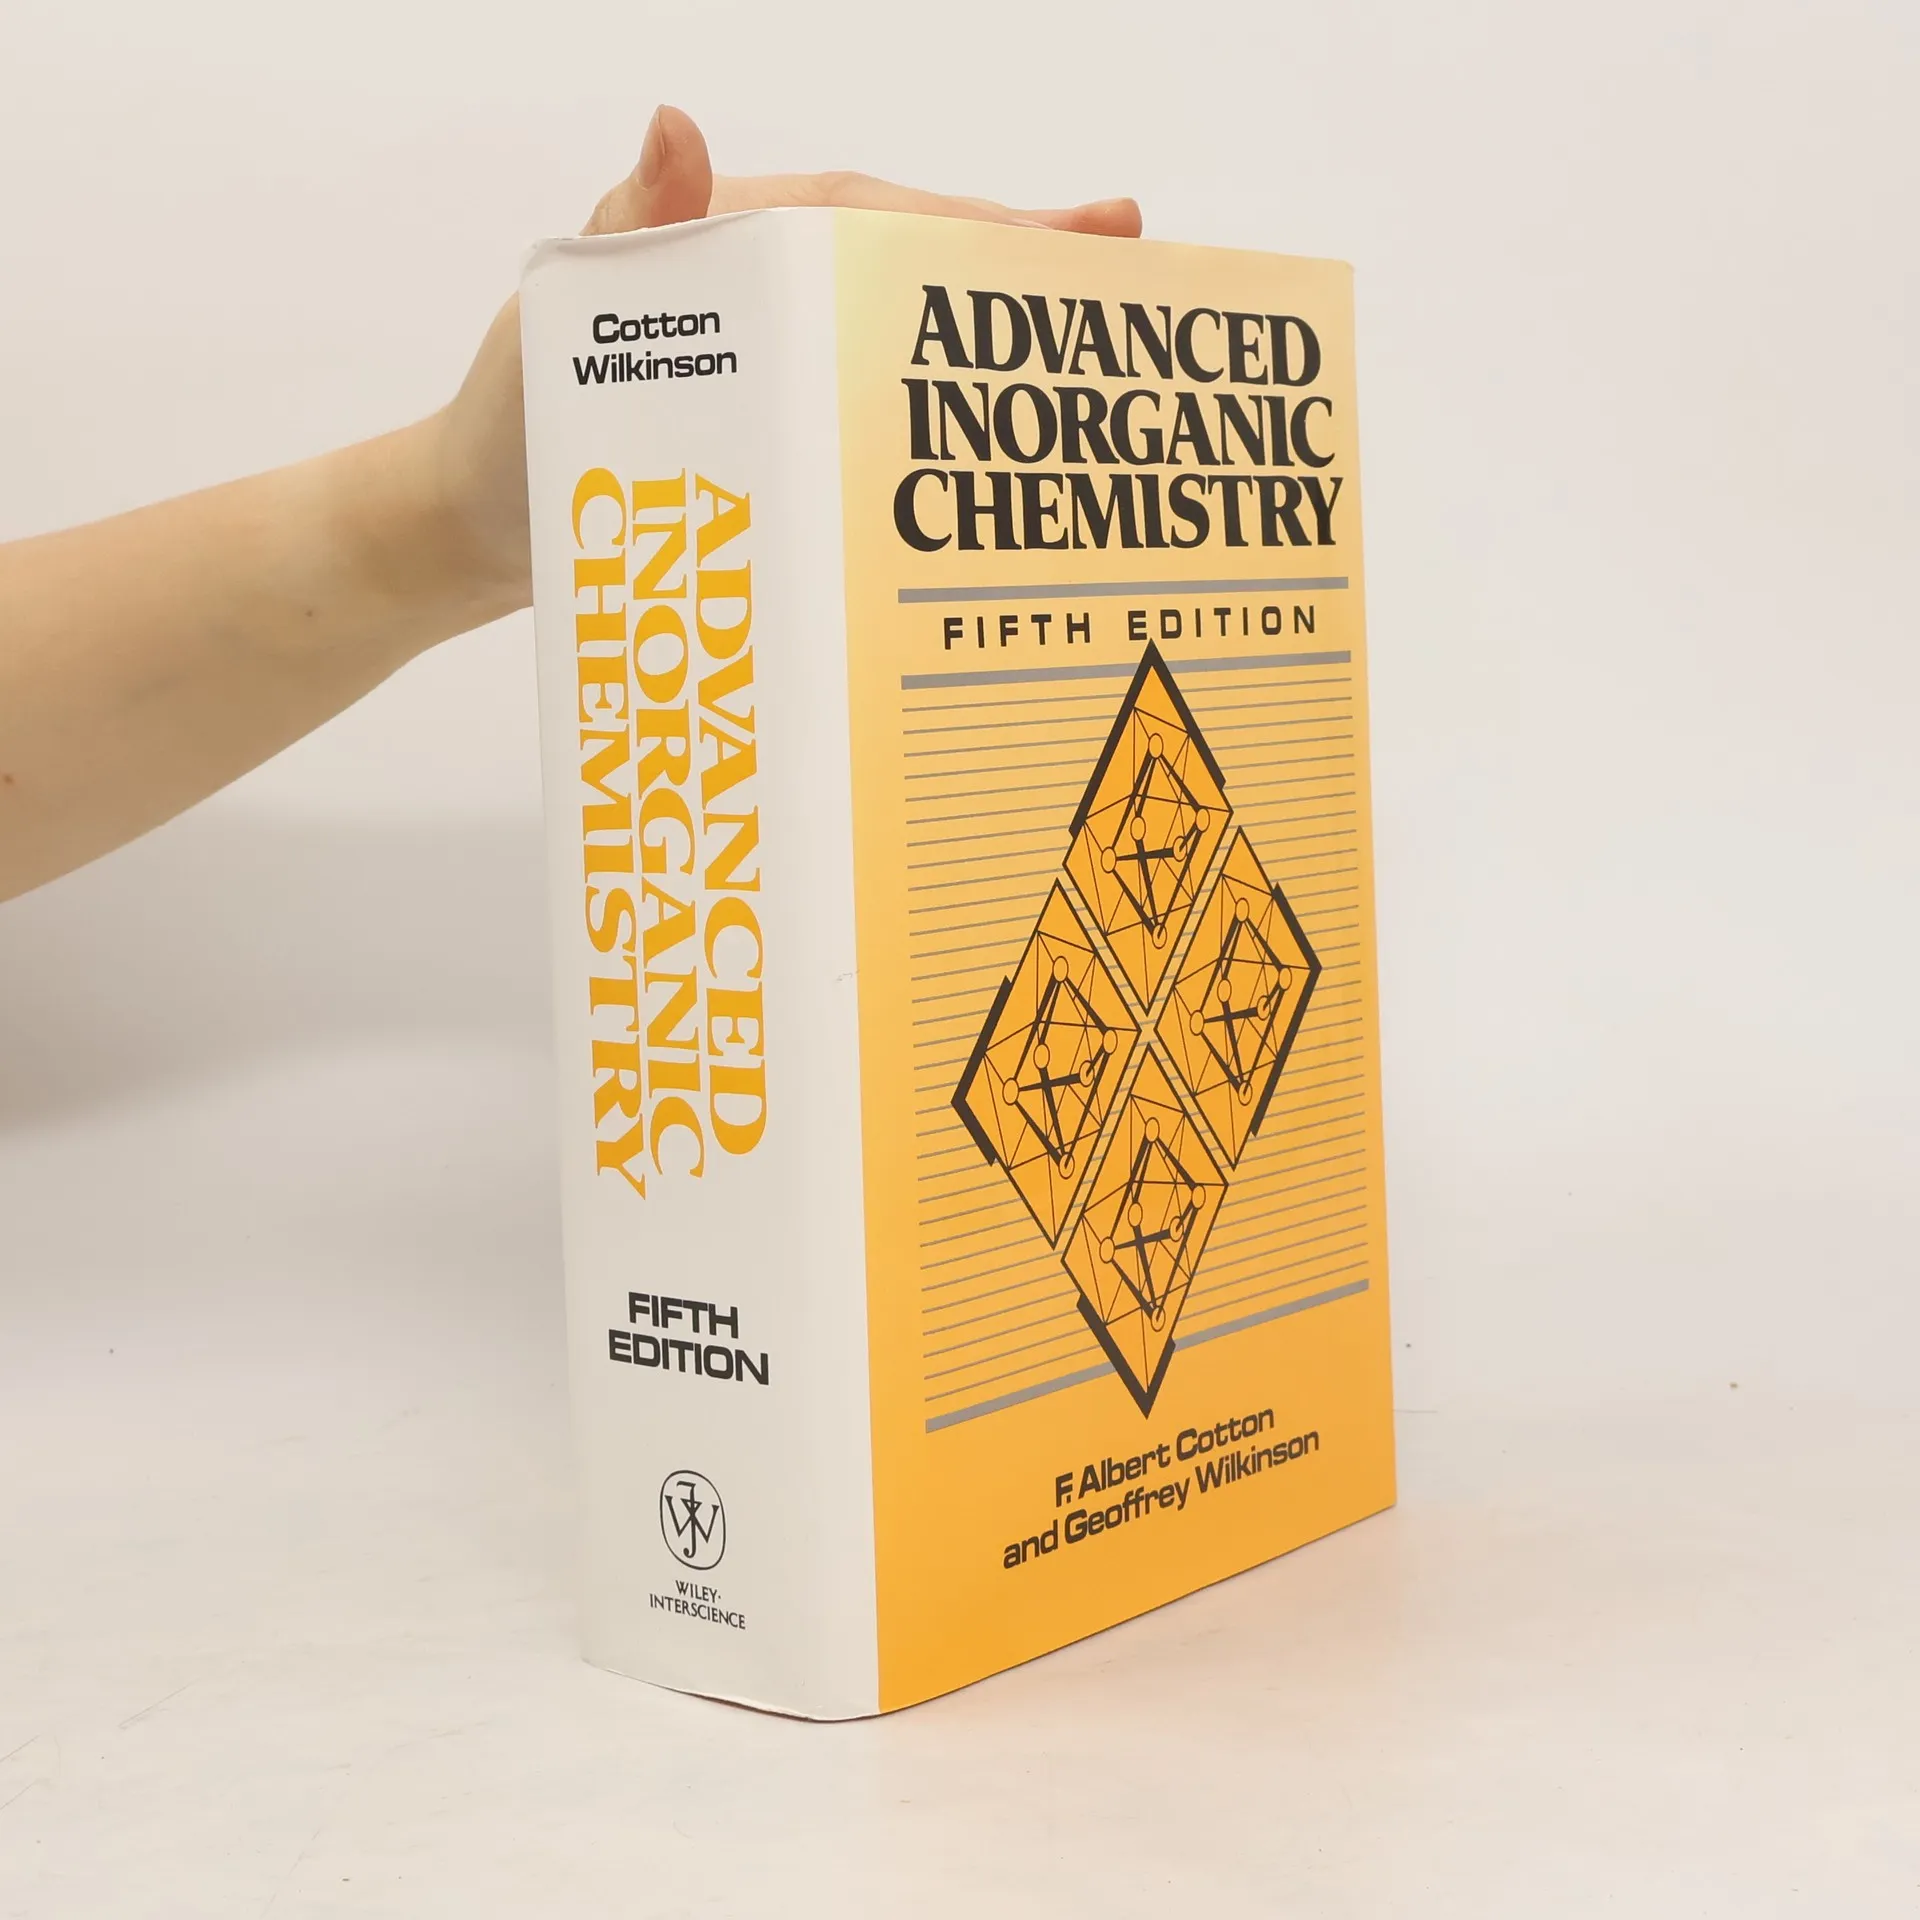 Cotton
Wilkinson
ADVANCED
INORGANIC
CHEMISTRY
FIFTH
EDITION
JW
WILEY-
INTERSCIENCE
ADVANCED
INORGANIC
CHEMISTRY
FIFTH EDITION
F. Albert Cotton
and Geoffrey Wilkinson